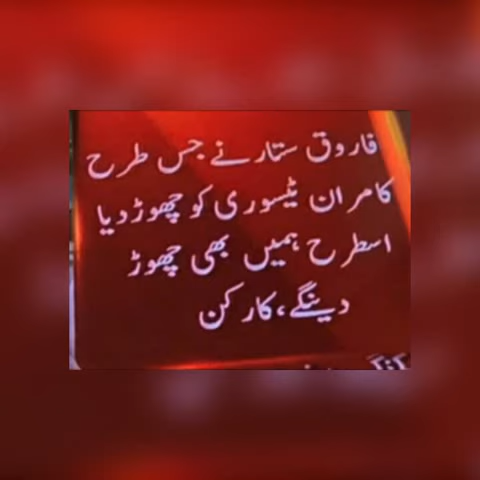 فاروق ستار نے جس طرح
کامران ٹیسوری کو چھوڑ دیا
اسطرح ہمیں بھی چھوڑ
دینگے، کارکن